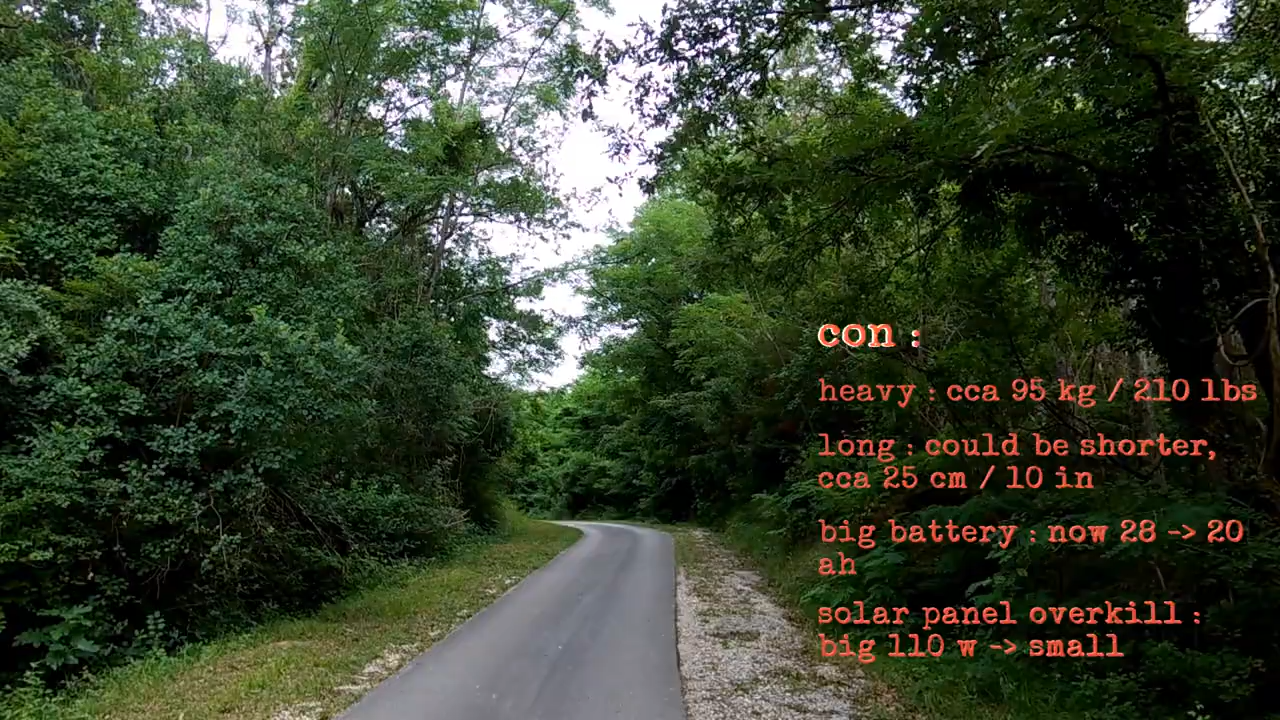 con :
heavy : cca 95 kg / 210 lbs
long : could be shorter,
cca 25 cm / 10 in
big battery : now 28 -> 20
ah
solar panel overkill :
big 110 w -> small